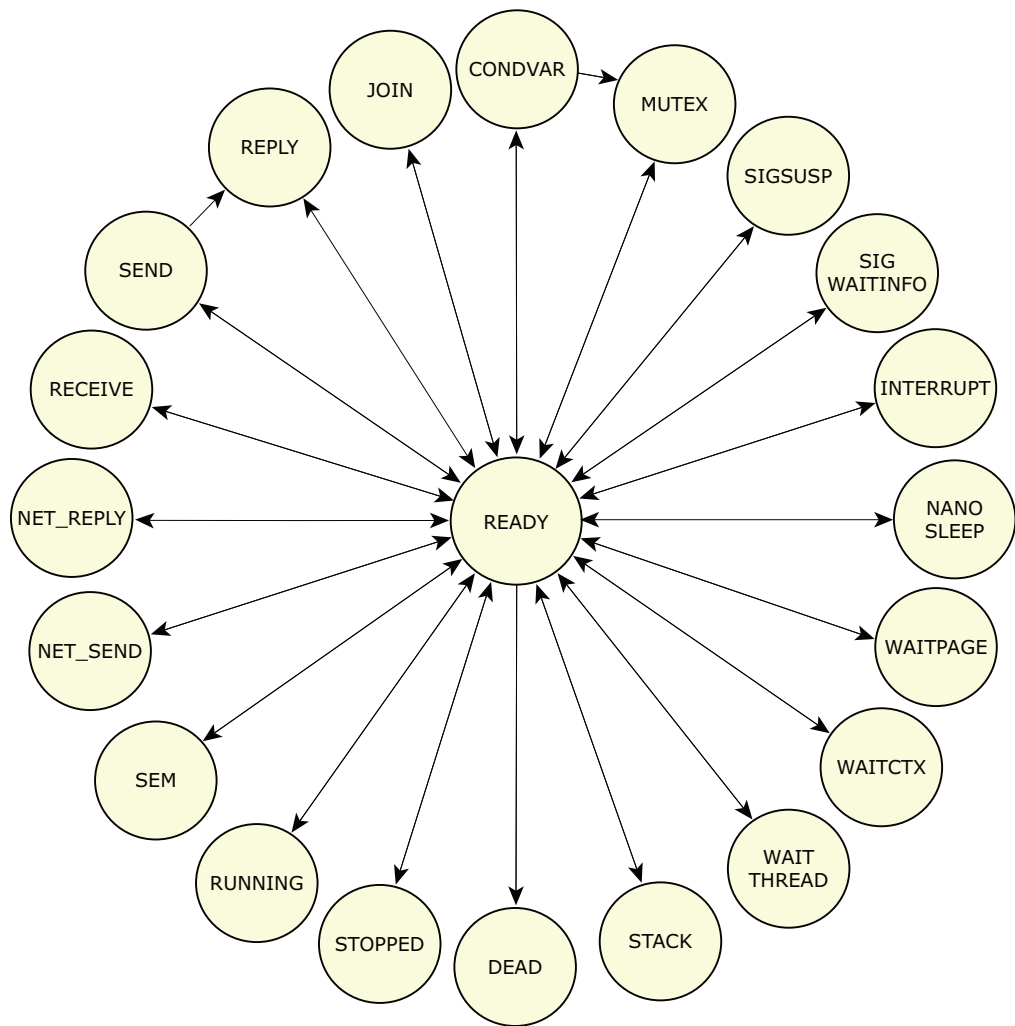 CONDVAR
JOIN
MUTEX
REPLY
SIGSUSP
SEND
SIG
WAITINFO
RECEIVE
INTERRUPT
NET_REPLY
READY
NANO
SLEEP
NET_SEND
WAITPAGE
SEM
WAITCTX
RUNNING
WAIT
THREAD
STOPPED
DEAD
STACK